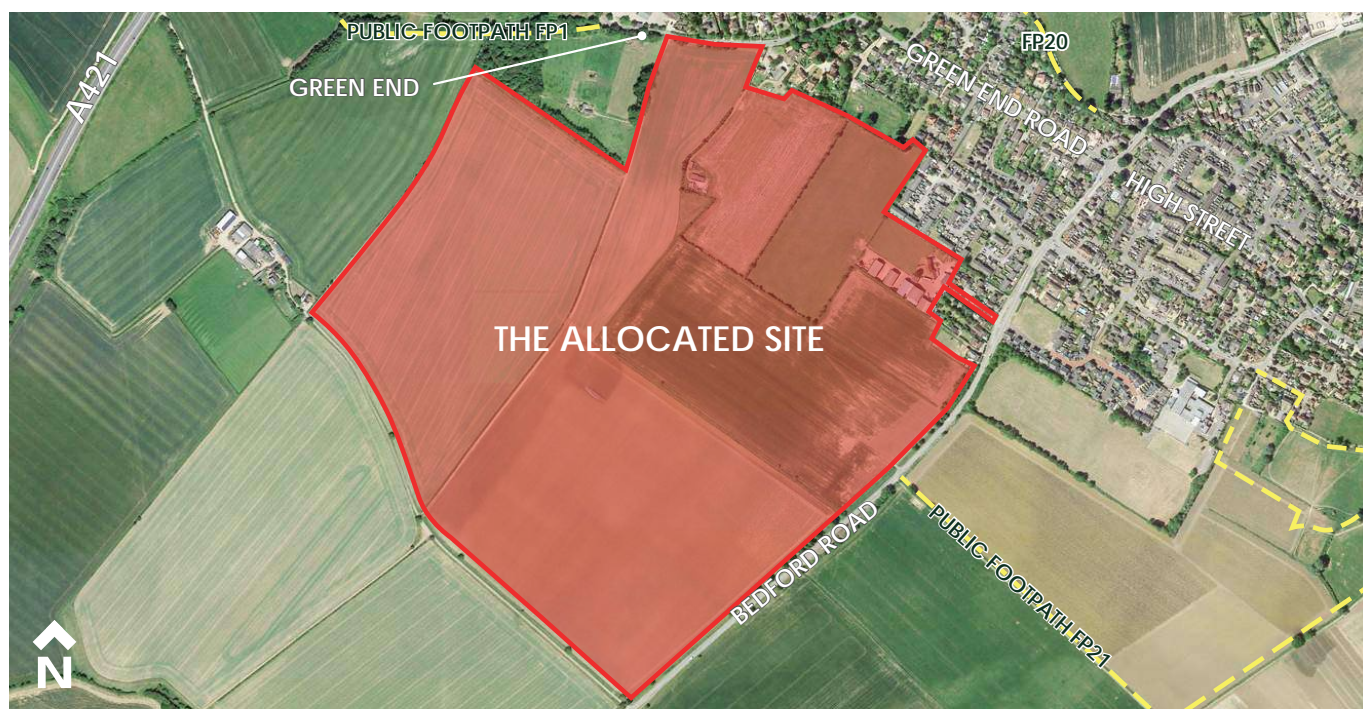 PUBLIC FOOTPATH FP1
FP20
A421
GREEN END
GREEN END ROAD
HIGH STREET
THE ALLOCATED SITE
BEDFORD ROAD
PUBLIC FOOTPATH FP21
N